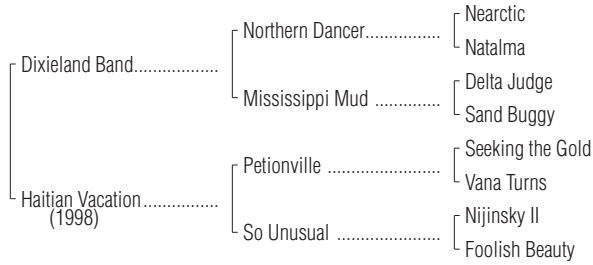 Nearctic
Northern Dancer................
Natalma
Dixieland Band..................
Delta Judge
Mississippi Mud ................
Sand Buggy
Seeking the Gold
Petionville .......................
Vana Turns
Haitian Vacation................
(1998)
Nijinsky II
So Unusual .....................
Foolish Beauty